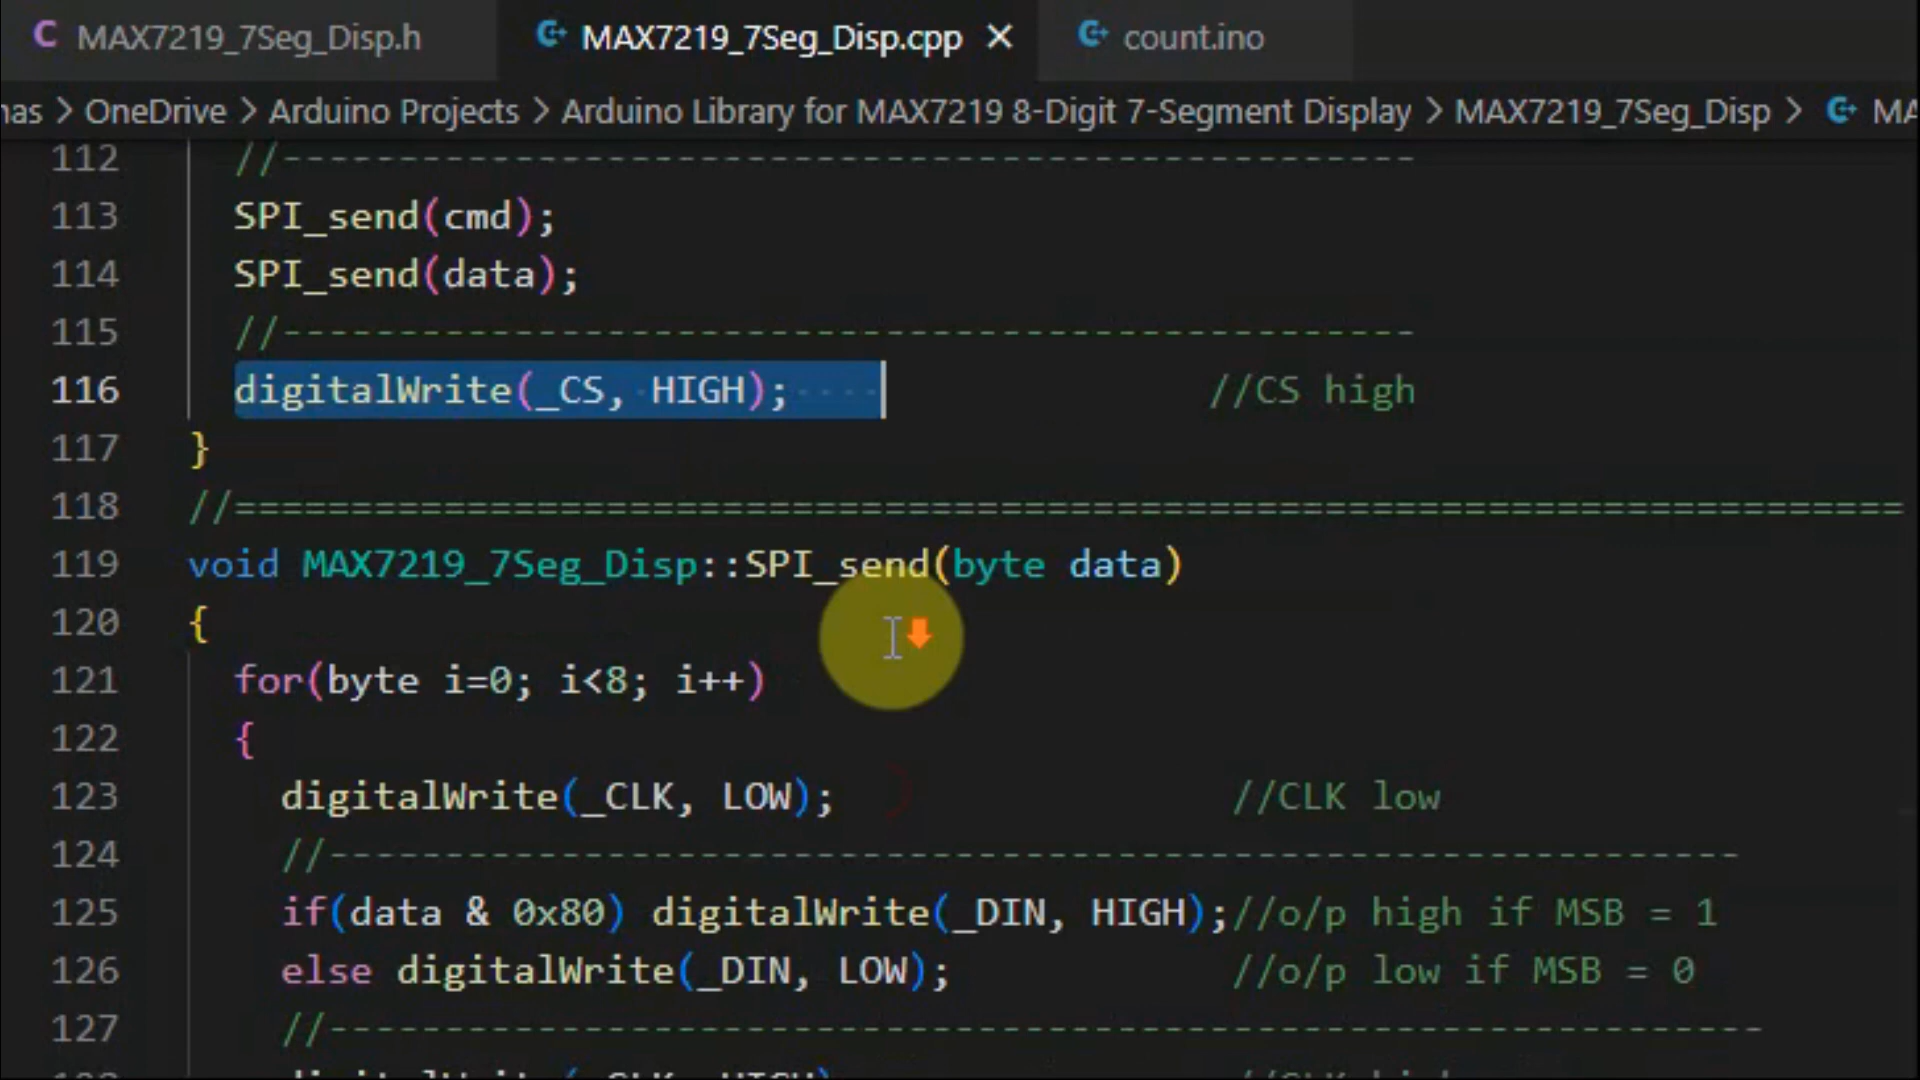 C MAX7219_7Seg_Disp.h MAX7219_7Seg_Disp.cpp × count.ino
nas > OneDrive > Arduino Projects > Arduino Library for MAX7219 8-Digit 7-Segment Display > MAX7219_7Seg_Disp > MA
112 //-------------------------------------------------
113 SPI_send(cmd);
114 SPI_send(data);
115 //-------------------------------------------------
116 digitalWrite(_CS, HIGH); //CS high
117 }
118 //========================================================================
119 void MAX7219_7Seg_Disp::SPI_send(byte data)
120 {
121 for(byte i=0; i<8; i++)
122 {
123 digitalWrite(_CLK, LOW); //CLK low
124 //-------------------------------------------------------------
125 if(data & 0x80) digitalWrite(_DIN, HIGH);//o/p high if MSB = 1
126 else digitalWrite(_DIN, LOW); //o/p low if MSB = 0
127 //--------------------------------------------------------------